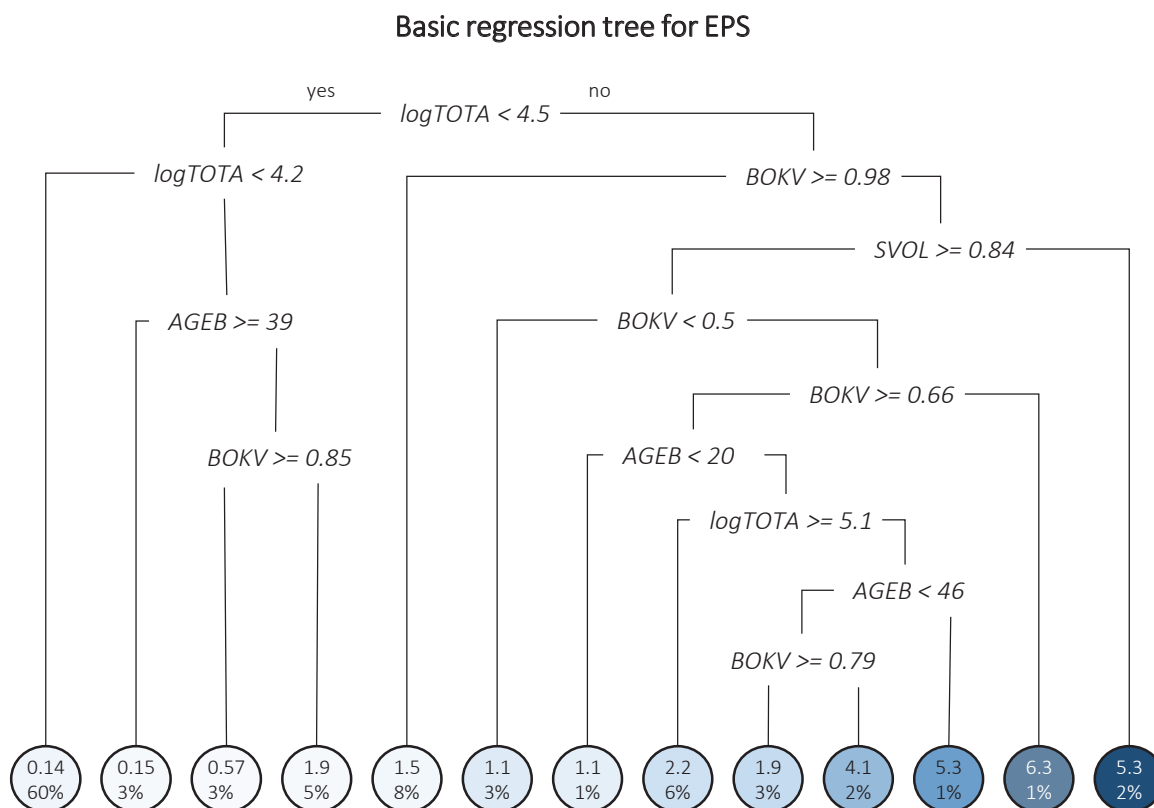 Basic regression tree for EPS
yes
no
logTOTA < 4.5
logTOTA < 4.2
BOKV >= 0.98
SVOL >= 0.84
AGEB >= 39
BOKV < 0.5
BOKV >= 0.66
BOKV >= 0.85
AGEB < 20
logTOTA >= 5.1
AGEB < 46
BOKV >= 0.79
0.14
60%
0.15
3%
0.57
3%
1.9
5%
1.5
8%
1.1
3%
1.1
1%
2.2
6%
1.9
3%
4.1
2%
5.3
1%
6.3
1%
5.3
2%